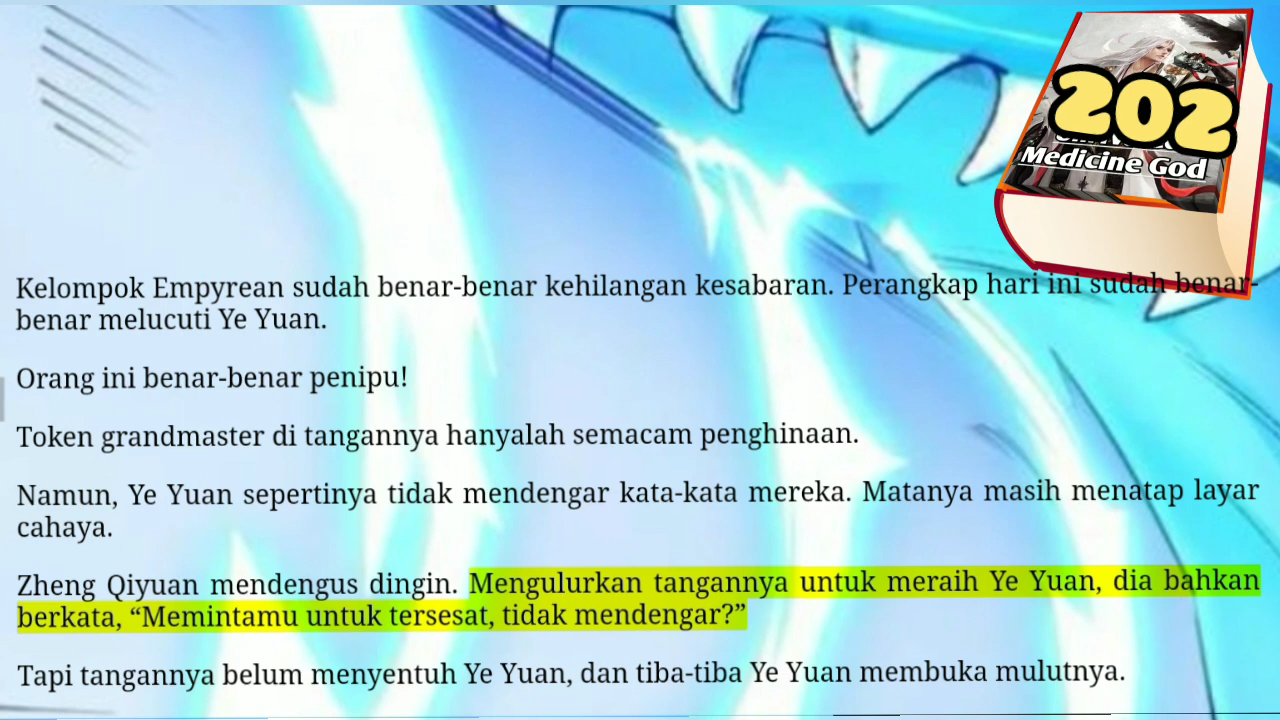 202
Medicine God
Kelompok Empyrean sudah benar-benar kehilangan kesabaran. Perangkap hari ini sudah benar-
benar melucuti Ye Yuan.
Orang ini benar-benar penipu!
Token grandmaster di tangannya hanyalah semacam penghinaan.
Namun, Ye Yuan sepertinya tidak mendengar kata-kata mereka. Matanya masih menatap layar
cahaya.
Zheng Qiyuan mendengus dingin. Mengulurkan tangannya untuk meraih Ye Yuan, dia bahkan
berkata, “Memintamu untuk tersesat, tidak mendengar?”
Tapi tangannya belum menyentuh Ye Yuan, dan tiba-tiba Ye Yuan membuka mulutnya.